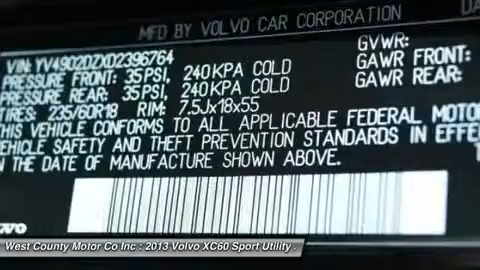 MFD BY VOLVO CAR CORPORATION
VIN: YV4902DZXD2396764
GVWR:
PRESSURE FRONT: 35PSI, 240KPA COLD
GAWR FRONT:
PRESSURE REAR: 35PSI, 240KPA COLD
GAWR REAR:
TIRES: 235/60R18 RIM: 7.5Jx18x55
THIS VEHICLE CONFORMS TO ALL APPLICABLE FEDERAL MOTO
VEHICLE SAFETY AND THEFT PREVENTION STANDARDS IN EFFE
N THE DATE OF MANUFACTURE SHOWN ABOVE.
LVO
West County Motor Co Inc : 2013 Volvo XC60 Sport Utility .